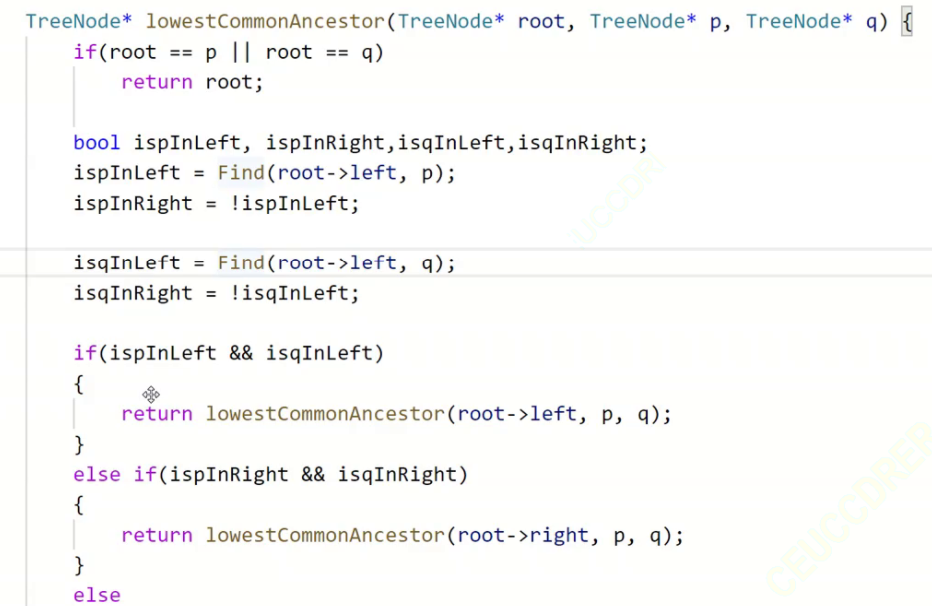 TreeNode* lowestCommonAncestor(TreeNode* root, TreeNode* p, TreeNode* q) {
if(root == p || root == q)
return root;
bool ispInLeft, ispInRight,isqInLeft,isqInRight;
ispInLeft = Find(root->left, p);
ispInRight = !ispInLeft;
isqInLeft = Find(root->left, q);
isqInRight = !isqInLeft;
if(ispInLeft && isqInLeft)
{
return lowestCommonAncestor(root->left, p, q);
}
else if(ispInRight && isqInRight)
{
return lowestCommonAncestor(root->right, p, q);
}
else